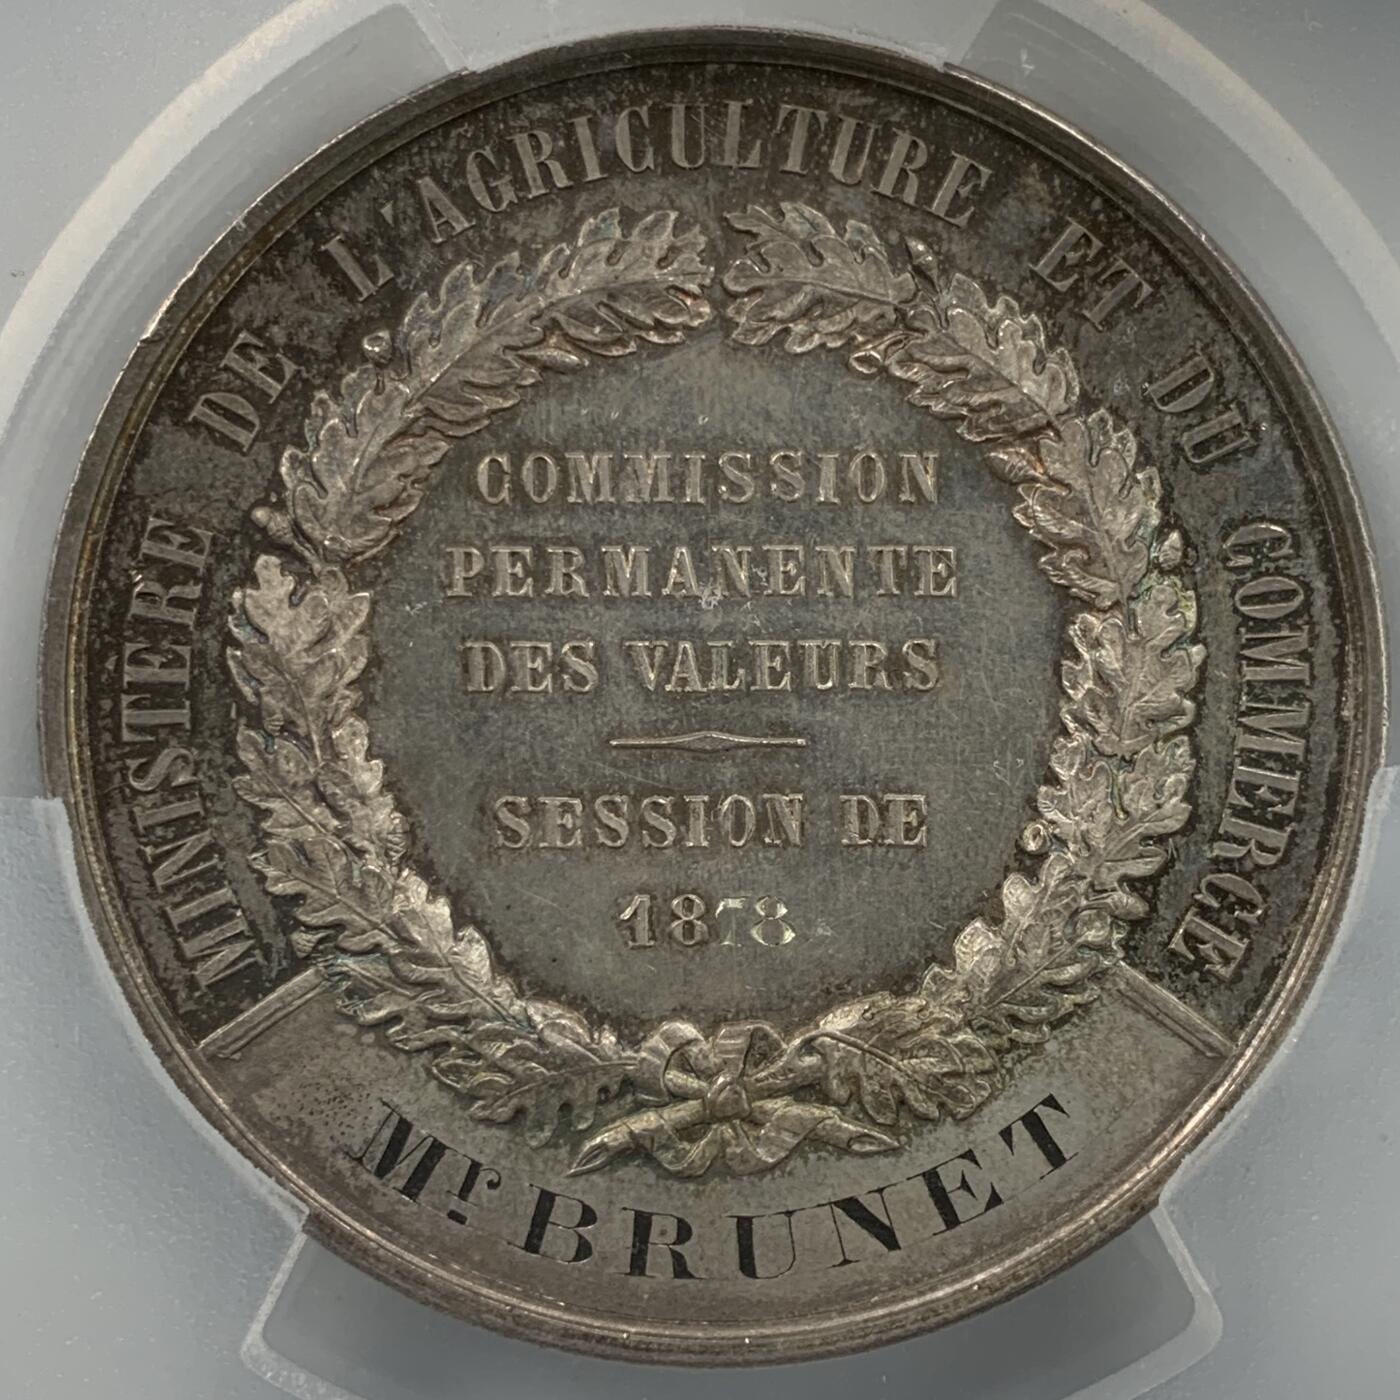 MINISTERE DE L'AGRICULTURE ET DU COMMERCE
COMMISSION
PERMANENTE
DES VALEURS
SESSION DE
1878
Mr BRUNET